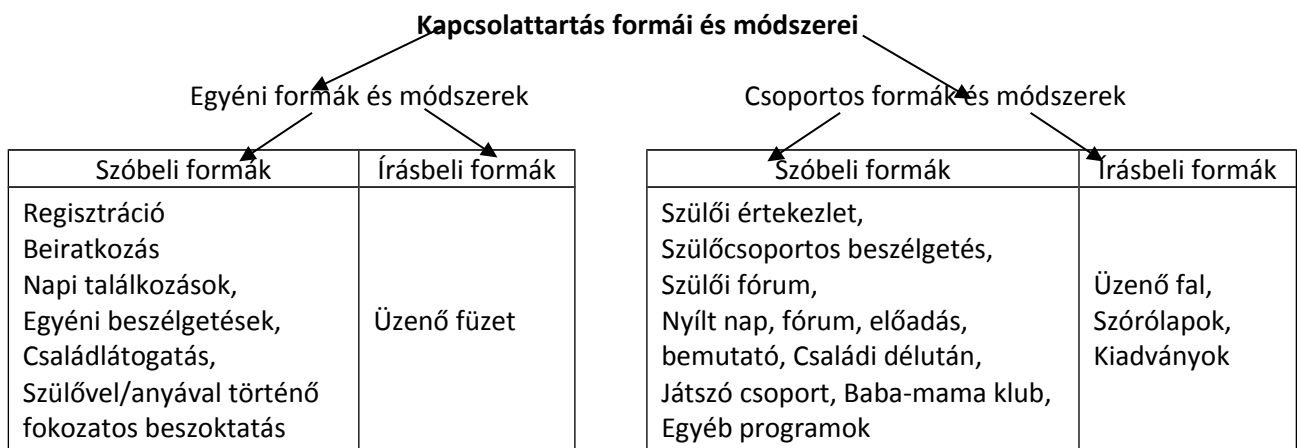 Kapcsolattartás formái és módszerei
Egyéni formák és módszerek
Csoportos formák és módszerek
Szóbeli formák
Írásbeli formák
Regisztráció
Beiratkozás
Napi találkozások,
Egyéni beszélgetések,
Családlátogatás,
Szülővel/anyával történő
fokozatos beszoktatás
Üzenő füzet
Szóbeli formák
Írásbeli formák
Szülői értekezlet,
Szülőcsoportos beszélgetés,
Szülői fórum,
Nyílt nap, fórum, előadás,
bemutató, Családi délután,
Játszó csoport, Baba-mama klub,
Egyéb programok
Üzenő fal,
Szórólapok,
Kiadványok